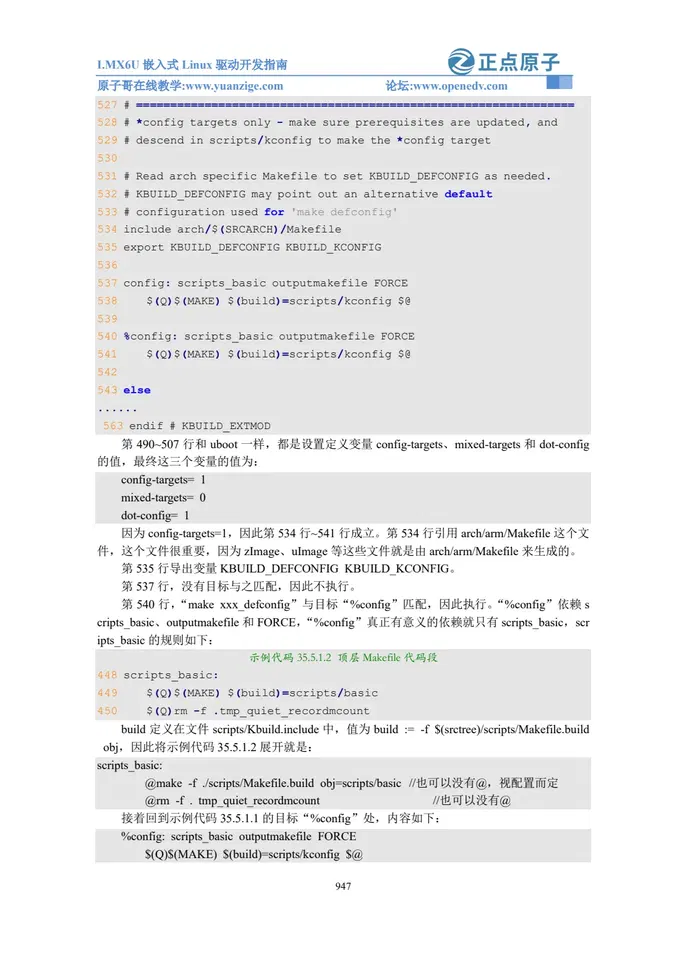 I.MX6U 嵌入式 Linux 驱动开发指南
正点原子
原子哥在线教学:www.yuanzige.com 论坛:www.openedv.com
527 # ================================================================
528 # *config targets only - make sure prerequisites are updated, and
529 # descend in scripts/kconfig to make the *config target
530
531 # Read arch specific Makefile to set KBUILD_DEFCONFIG as needed.
532 # KBUILD_DEFCONFIG may point out an alternative default
533 # configuration used for 'make defconfig'
534 include arch/$(SRCARCH)/Makefile
535 export KBUILD_DEFCONFIG KBUILD_KCONFIG
536
537 config: scripts_basic outputmakefile FORCE
538 $(Q)$(MAKE) $(build)=scripts/kconfig $@
539
540 %config: scripts_basic outputmakefile FORCE
541 $(Q)$(MAKE) $(build)=scripts/kconfig $@
542
543 else
......
563 endif # KBUILD_EXTMOD
第 490~507 行和 uboot 一样，都是设置定义变量 config-targets、mixed-targets 和 dot-config
的值，最终这三个变量的值为：
config-targets= 1
mixed-targets= 0
dot-config= 1
因为 config-targets=1，因此第 534 行~541 行成立。第 534 行引用 arch/arm/Makefile 这个文
件，这个文件很重要，因为 zImage、uImage 等这些文件就是由 arch/arm/Makefile 来生成的。
第 535 行导出变量 KBUILD_DEFCONFIG KBUILD_KCONFIG。
第 537 行，没有目标与之匹配，因此不执行。
第 540 行，“make xxx_defconfig”与目标“%config”匹配，因此执行。“%config”依赖 s
cripts_basic、outputmakefile 和 FORCE，“%config”真正有意义的依赖就只有 scripts_basic，scr
ipts_basic 的规则如下：
示例代码 35.5.1.2 顶层 Makefile 代码段
448 scripts_basic:
449 $(Q)$(MAKE) $(build)=scripts/basic
450 $(Q)rm -f .tmp_quiet_recordmcount
build 定义在文件 scripts/Kbuild.include 中，值为 build := -f $(srctree)/scripts/Makefile.build
obj，因此将示例代码 35.5.1.2 展开就是：
scripts_basic:
@make -f ./scripts/Makefile.build obj=scripts/basic //也可以没有@，视配置而定
@rm -f . tmp_quiet_recordmcount //也可以没有@
接着回到示例代码 35.5.1.1 的目标“%config”处，内容如下：
%config: scripts_basic outputmakefile FORCE
$(Q)$(MAKE) $(build)=scripts/kconfig $@
947